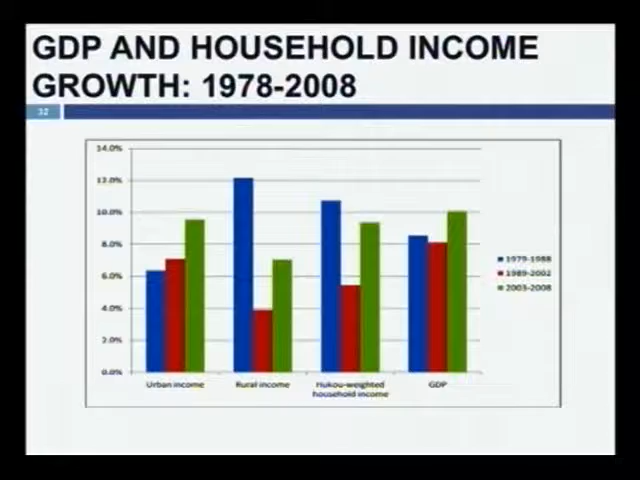 GDP AND HOUSEHOLD INCOME
GROWTH: 1978-2008
32
14.0%
12.0%
10.0%
8.0%
6.0%
4.0%
2.0%
0.0%
Urban income
Rural income
Hukou-weighted
household income
GDP
1979-1988
1989-2002
2003-2008